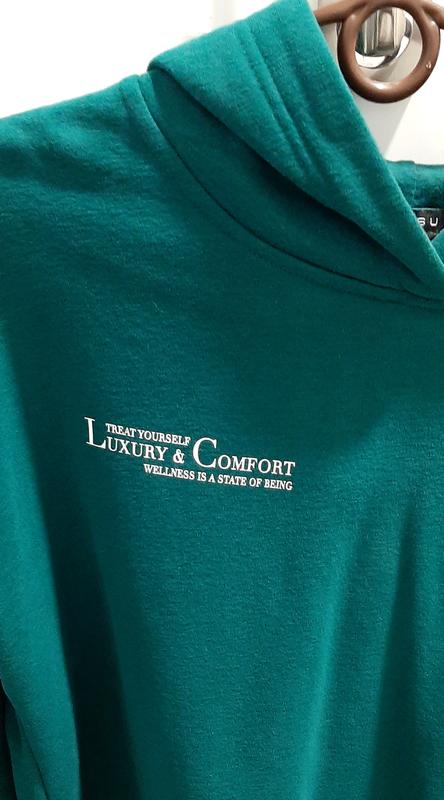 TREAT YOURSELF
LUXURY & COMFORT
WELLNESS IS A STATE OF BEING